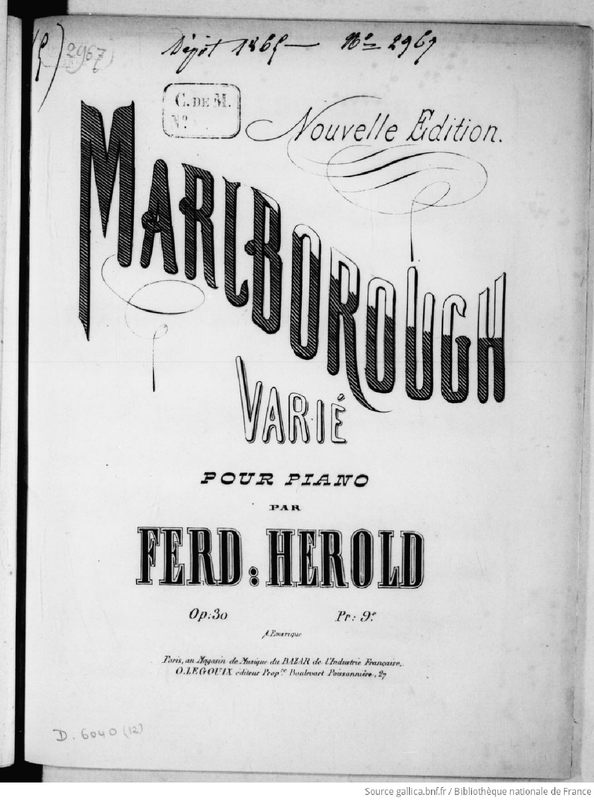 2967
Dépôt 1865 — No 2967
C. DE M.
No.
Nouvelle Edition.
MARLBOROUGH
VARIÉ
POUR PIANO
PAR
FERD: HEROLD
Op: 30 Pr: 9f
Paris, au Magasin de Musique du BAZAR de l'Industrie Française,
O. LEGOUIX éditeur Propre. Boulevart Poissonnière, 27
D. 6040 (12)
Source gallica.bnf.fr / Bibliothèque nationale de France